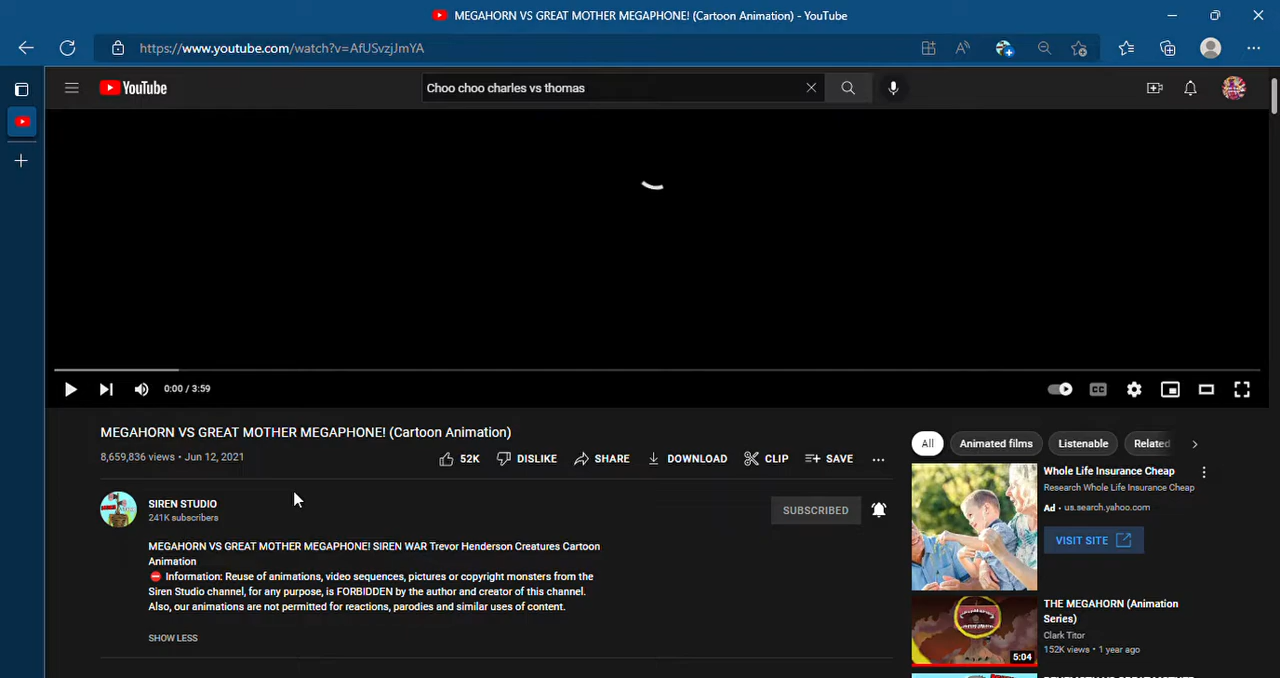 MEGAHORN VS GREAT MOTHER MEGAPHONE! (Cartoon Animation) - YouTube
https://www.youtube.com/watch?v=AfUSvzjJmYA
YouTube
Choo choo charles vs thomas
0:00 / 3:59
CC
MEGAHORN VS GREAT MOTHER MEGAPHONE! (Cartoon Animation)
8,659,836 views • Jun 12, 2021
52K
DISLIKE
SHARE
DOWNLOAD
CLIP
SAVE
SIREN STUDIO
241K subscribers
SUBSCRIBED
MEGAHORN VS GREAT MOTHER MEGAPHONE! SIREN WAR Trevor Henderson Creatures Cartoon
Animation
⛔ Information: Reuse of animations, video sequences, pictures or copyright monsters from the
Siren Studio channel, for any purpose, is FORBIDDEN by the author and creator of this channel.
Also, our animations are not permitted for reactions, parodies and similar uses of content.
SHOW LESS
All
Animated films
Listenable
Related
Whole Life Insurance Cheap
Research Whole Life Insurance Cheap
Ad • us.search.yahoo.com
VISIT SITE
5:04
THE MEGAHORN (Animation
Series)
Clark Titor
152K views • 1 year ago